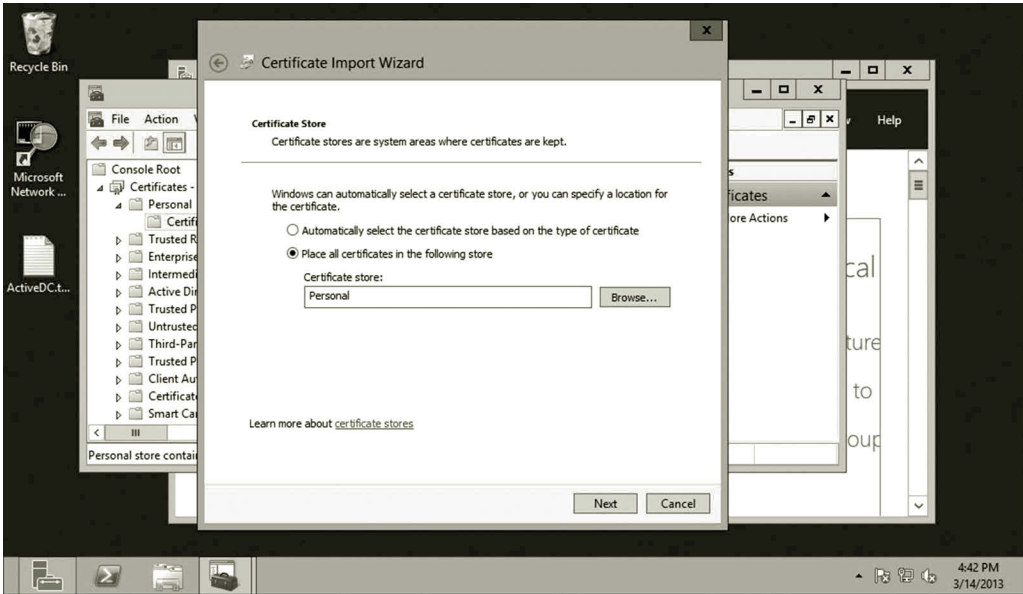 Recycle Bin
Microsoft
Network ...
ActiveDC.t...
Certificate Import Wizard
x
Certificate Store
Certificate stores are system areas where certificates are kept.
Windows can automatically select a certificate store, or you can specify a location for
the certificate.
Automatically select the certificate store based on the type of certificate
Place all certificates in the following store
Certificate store:
Personal
Browse...
Learn more about certificate stores
Next
Cancel
File Action
Console Root
Certificates -
Personal
Certifi
Trusted R
Enterprise
Intermedi
Active Dir
Trusted P
Untrusted
Third-Par
Trusted P
Client Au
Certificat
Smart Ca
Personal store contai
s
ficates
ore Actions
Help
cal
ture
to
oup
4:42 PM
3/14/2013